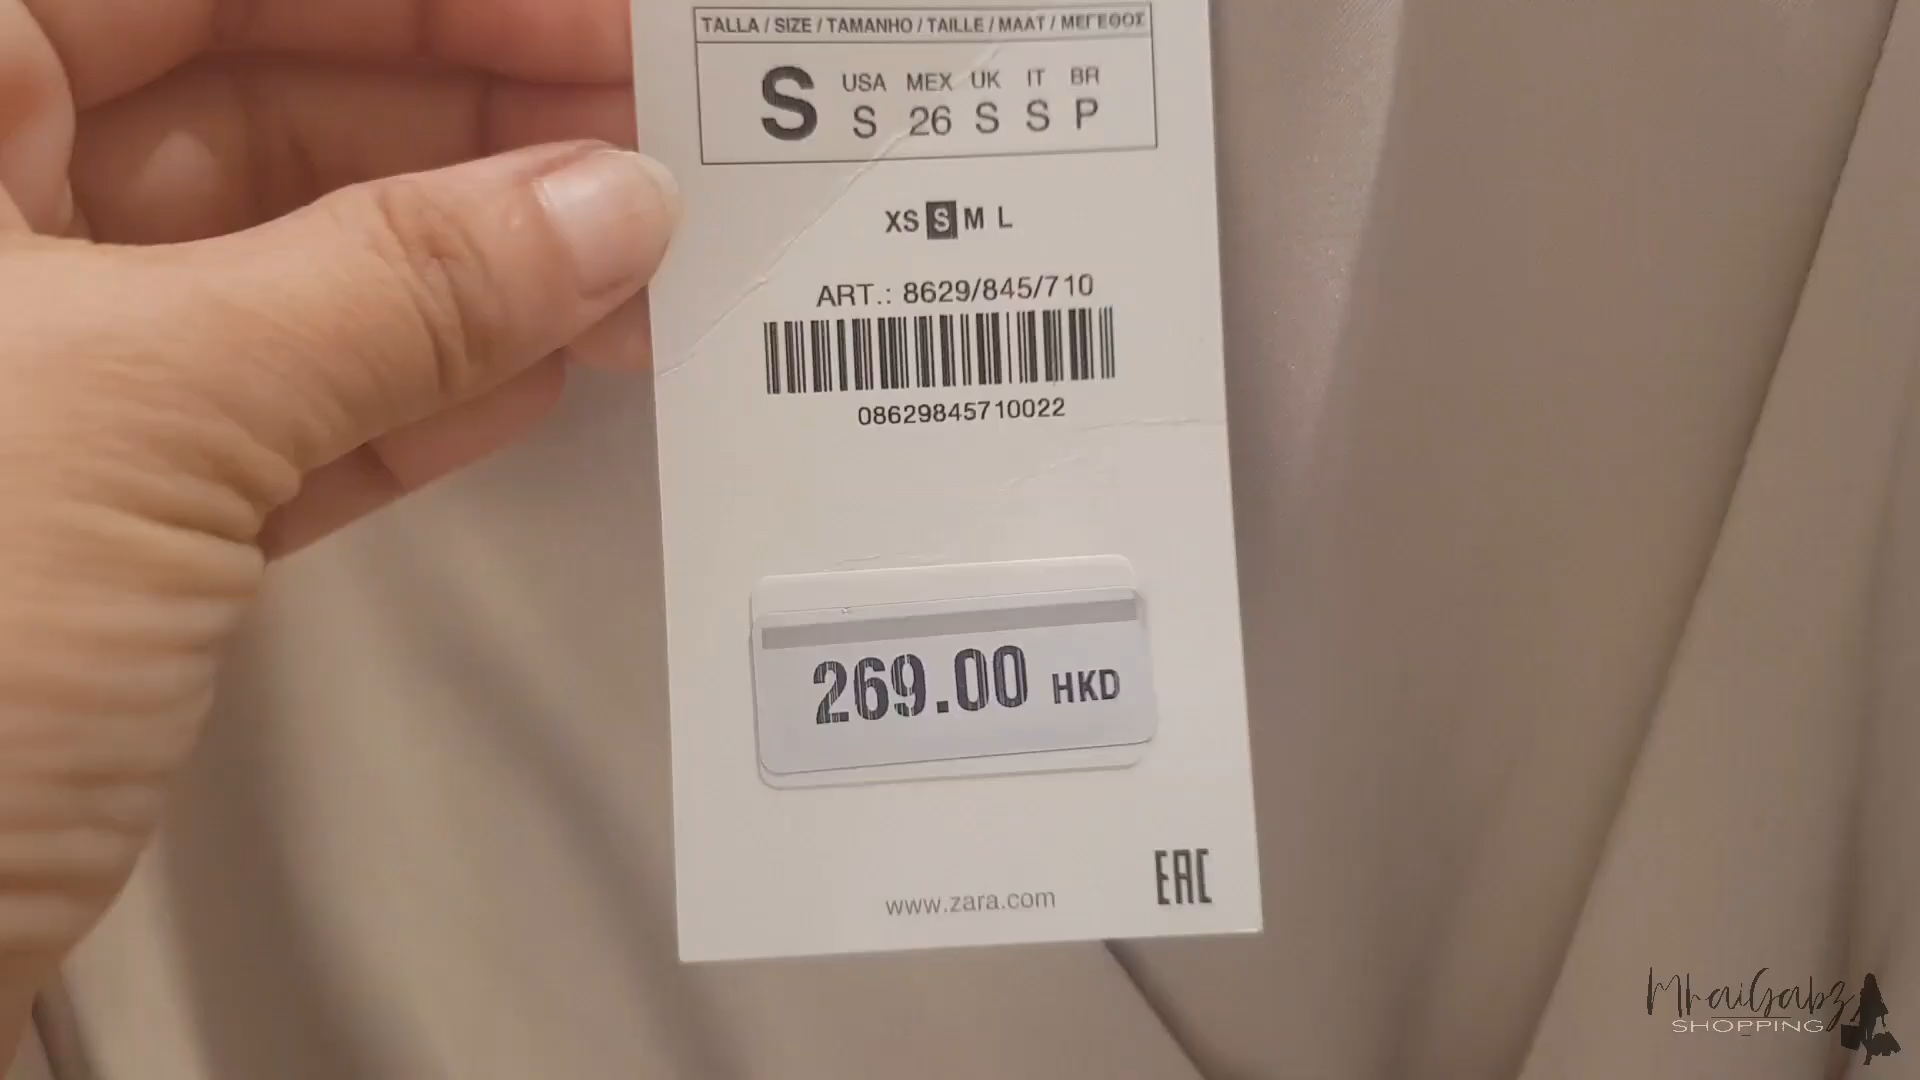 TALLA / SIZE / TAMANHO / TAILLE / MAAT / ΜΕΓΕΘΟΣ
S
USA MEX UK IT BR
S 26 S S P
XS S M L
ART.: 8629/845/710
08629845710022
269.00 HKD
www.zara.com
EAC
MhaiGabz
SHOPPING